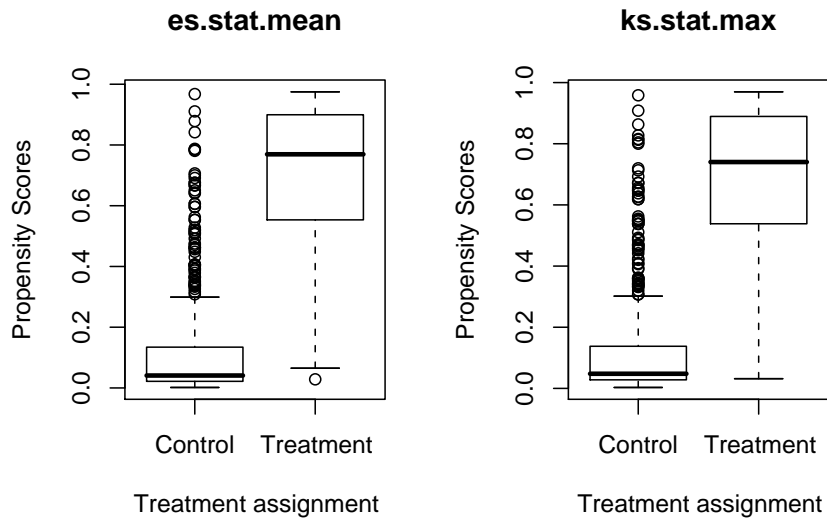 es.stat.mean
Propensity Scores
1.0
0.8
0.6
0.4
0.2
0.0
Control Treatment
Treatment assignment
ks.stat.max
Propensity Scores
1.0
0.8
0.6
0.4
0.2
0.0
Control Treatment
Treatment assignment